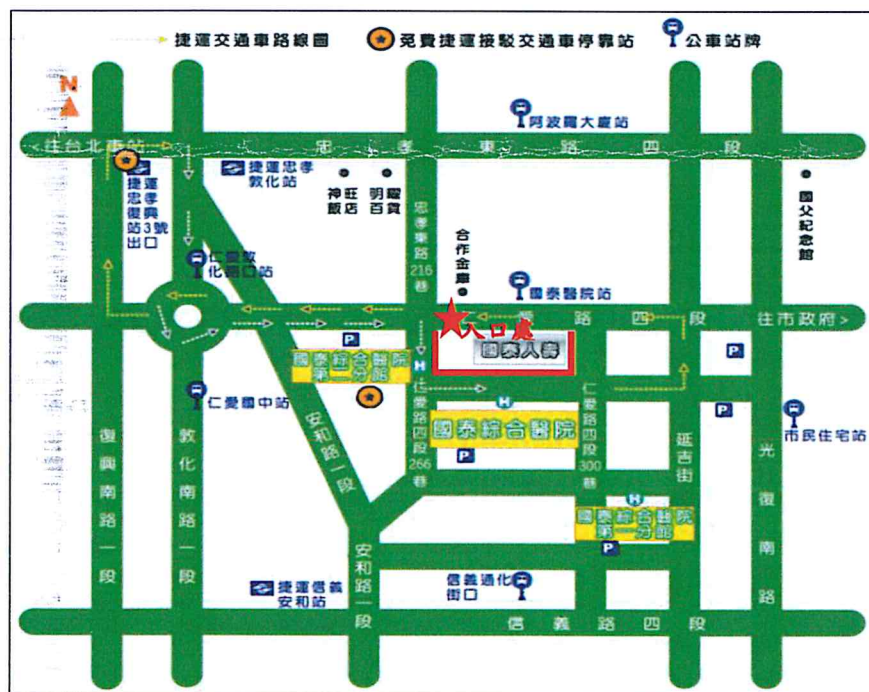 捷運交通車路線圖
免費捷運接駁交通車停靠站
公車站牌
N
阿波羅大廈站
<往台北車站
忠孝東路四段
捷運
忠孝
復興
站3號
出口
捷運忠孝
敦化站
神旺
飯店
明曜
百貨
忠孝東路216巷
合作金庫
國父紀念館
仁愛敦
化路口站
國泰醫院站
愛路四段
往市政府>
入口處
國泰人壽
P
國泰綜合醫院
第二分館
H
P
仁愛國中站
安和路一段
仁愛路四段266巷
H
國泰綜合醫院
P
仁愛路四段300巷
延吉街
P
市民住宅站
復興南路一段
敦化南路一段
光復南路
H
國泰綜合醫院
第一分館
P
安和路一段
捷運信義
安和站
信義通化
街口
信義路四段